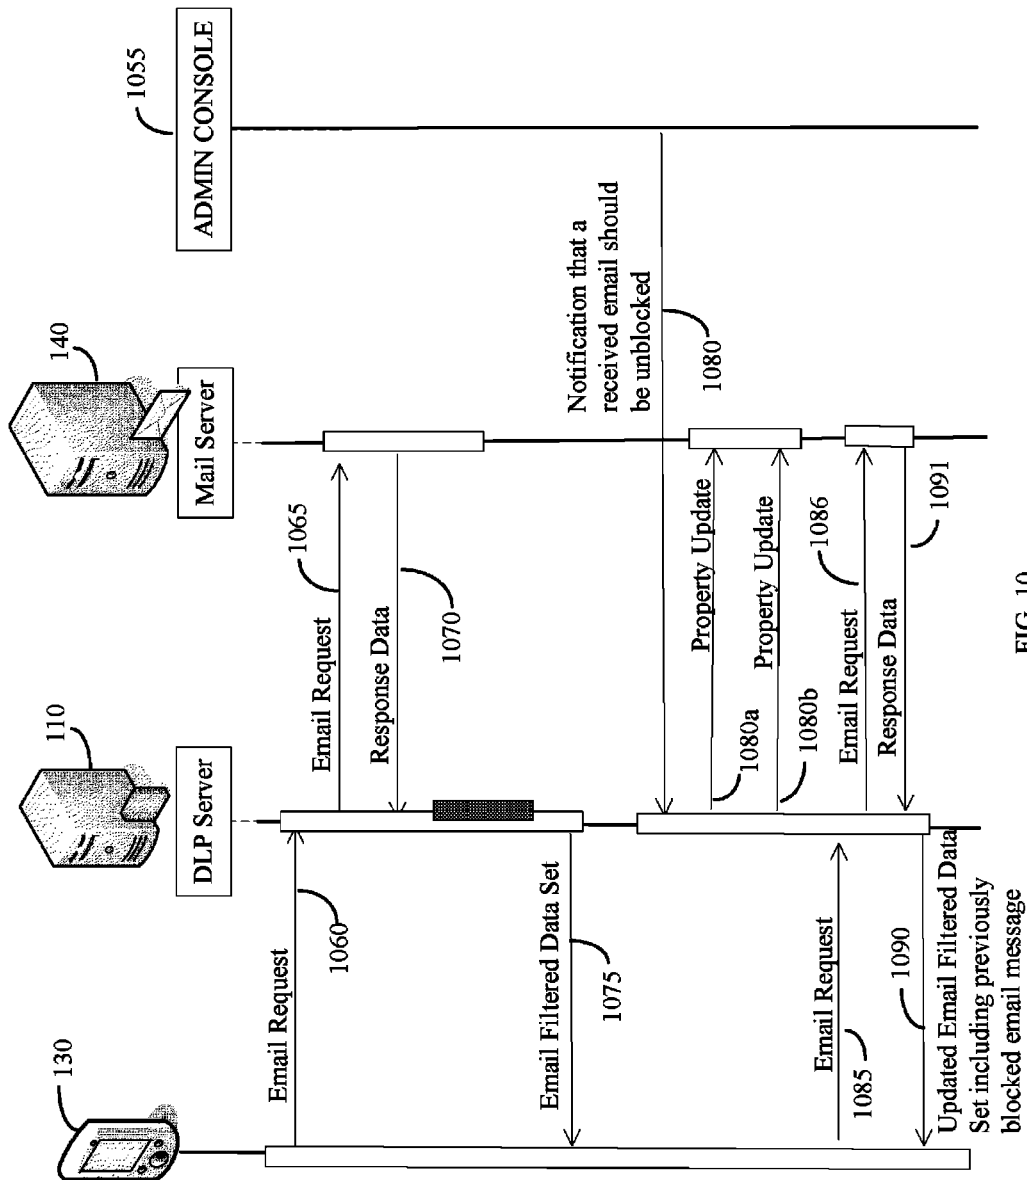 130
110
DLP Server
140
Mail Server
1055
ADMIN CONSOLE
Email Request
1060
Email Request
1065
Response Data
1070
Email Filtered Data Set
1075
Notification that a
received email should
be unblocked
1080
Property Update
1080a
Property Update
1080b
Email Request
1085
Email Request
1086
Response Data
1091
1090
Updated Email Filtered Data
Set including previously
blocked email message
FIG. 10